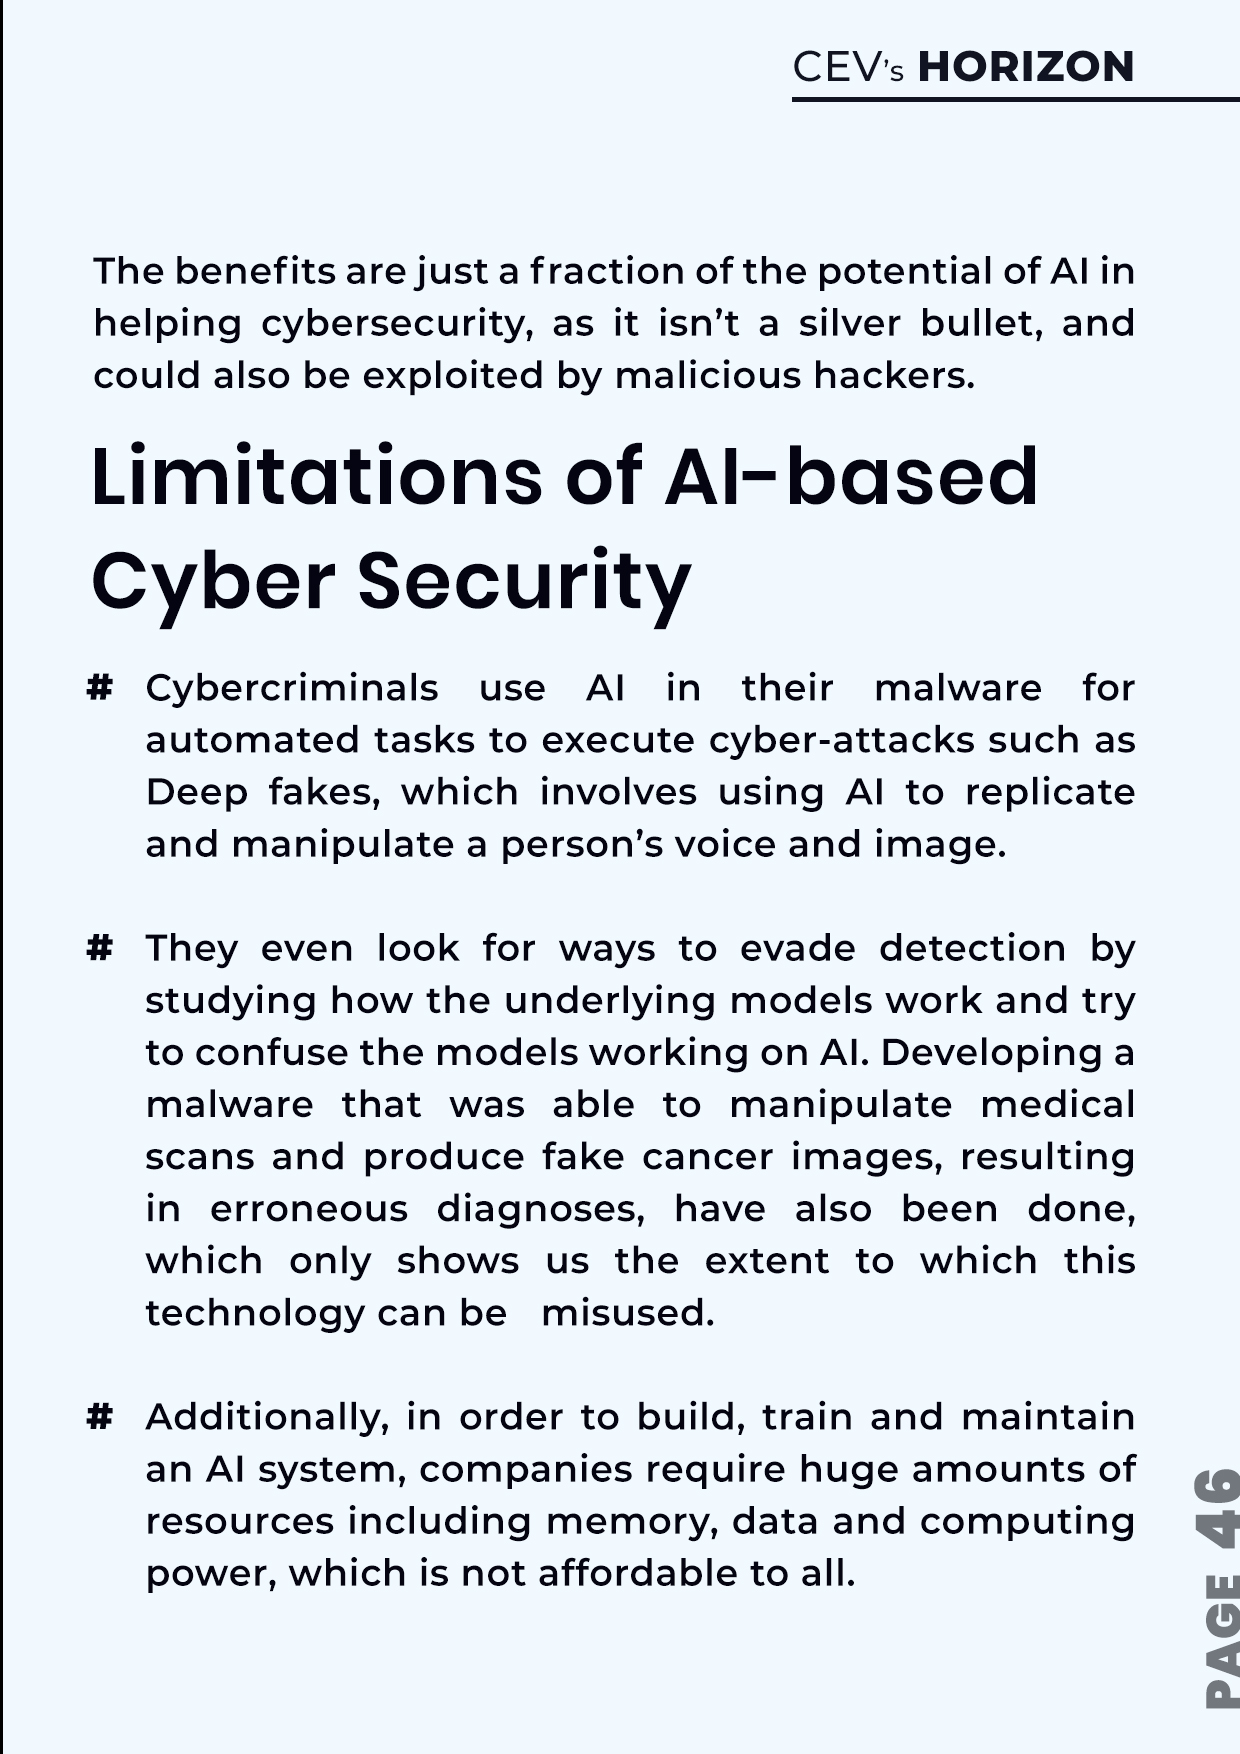 CEV's HORIZON
The benefits are just a fraction of the potential of AI in
helping cybersecurity, as it isn’t a silver bullet, and
could also be exploited by malicious hackers.
Limitations of AI-based
Cyber Security
# Cybercriminals use AI in their malware for
automated tasks to execute cyber-attacks such as
Deep fakes, which involves using AI to replicate
and manipulate a person’s voice and image.
# They even look for ways to evade detection by
studying how the underlying models work and try
to confuse the models working on AI. Developing a
malware that was able to manipulate medical
scans and produce fake cancer images, resulting
in erroneous diagnoses, have also been done,
which only shows us the extent to which this
technology can be misused.
# Additionally, in order to build, train and maintain
an AI system, companies require huge amounts of
resources including memory, data and computing
power, which is not affordable to all.
PAGE 46